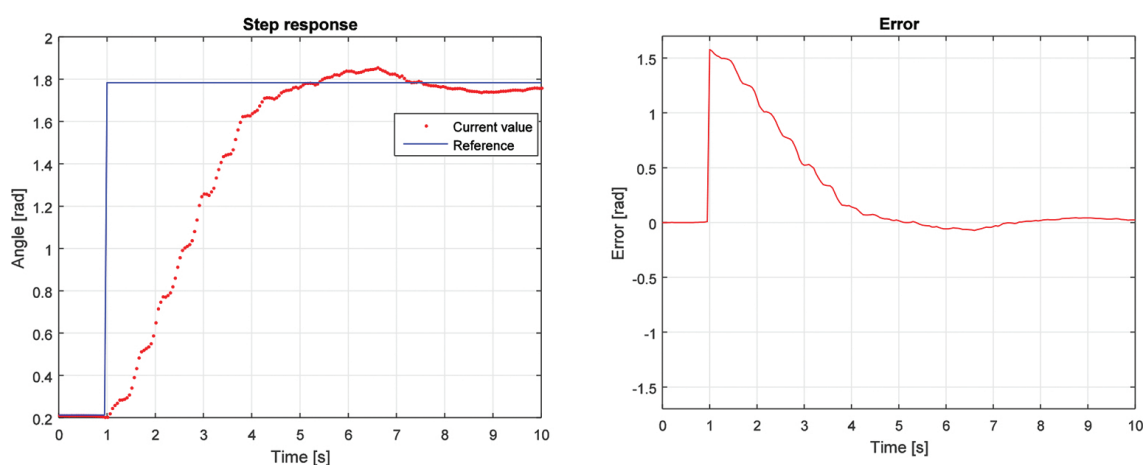 Step response
2
1.8
1.6
1.4
1.2
1
1.8
0.6
0.4
0.2
Angle [rad]
Current value
Reference
0 1 2 3 4 5 6 7 8 9 10
Time [s]
Error
1.5
1
0.5
0
-0.5
-1
-1.5
Error [rad]
0 1 2 3 4 5 6 7 8 9 10
Time [s]